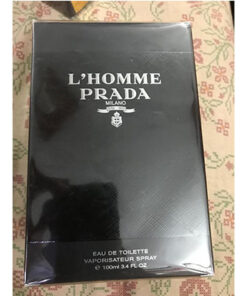 L'HOMME
PRADA
MILANO
EAU DE TOILETTE
VAPORISATEUR SPRAY
℮ 100ml 3.4 FL.OZ